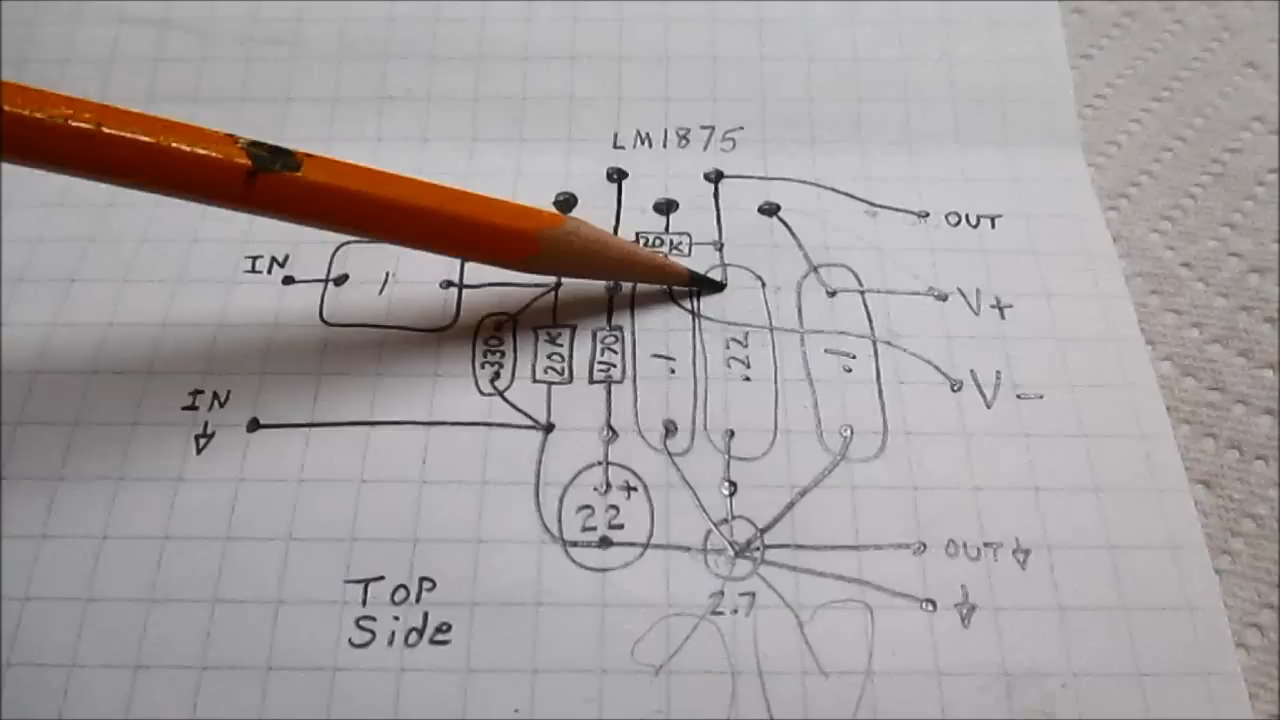 LM1875
OUT
20K
IN
1
V+
.330
20K
470
.1
.22
.1
V-
IN
+
22
OUT
2.7
TOP
Side